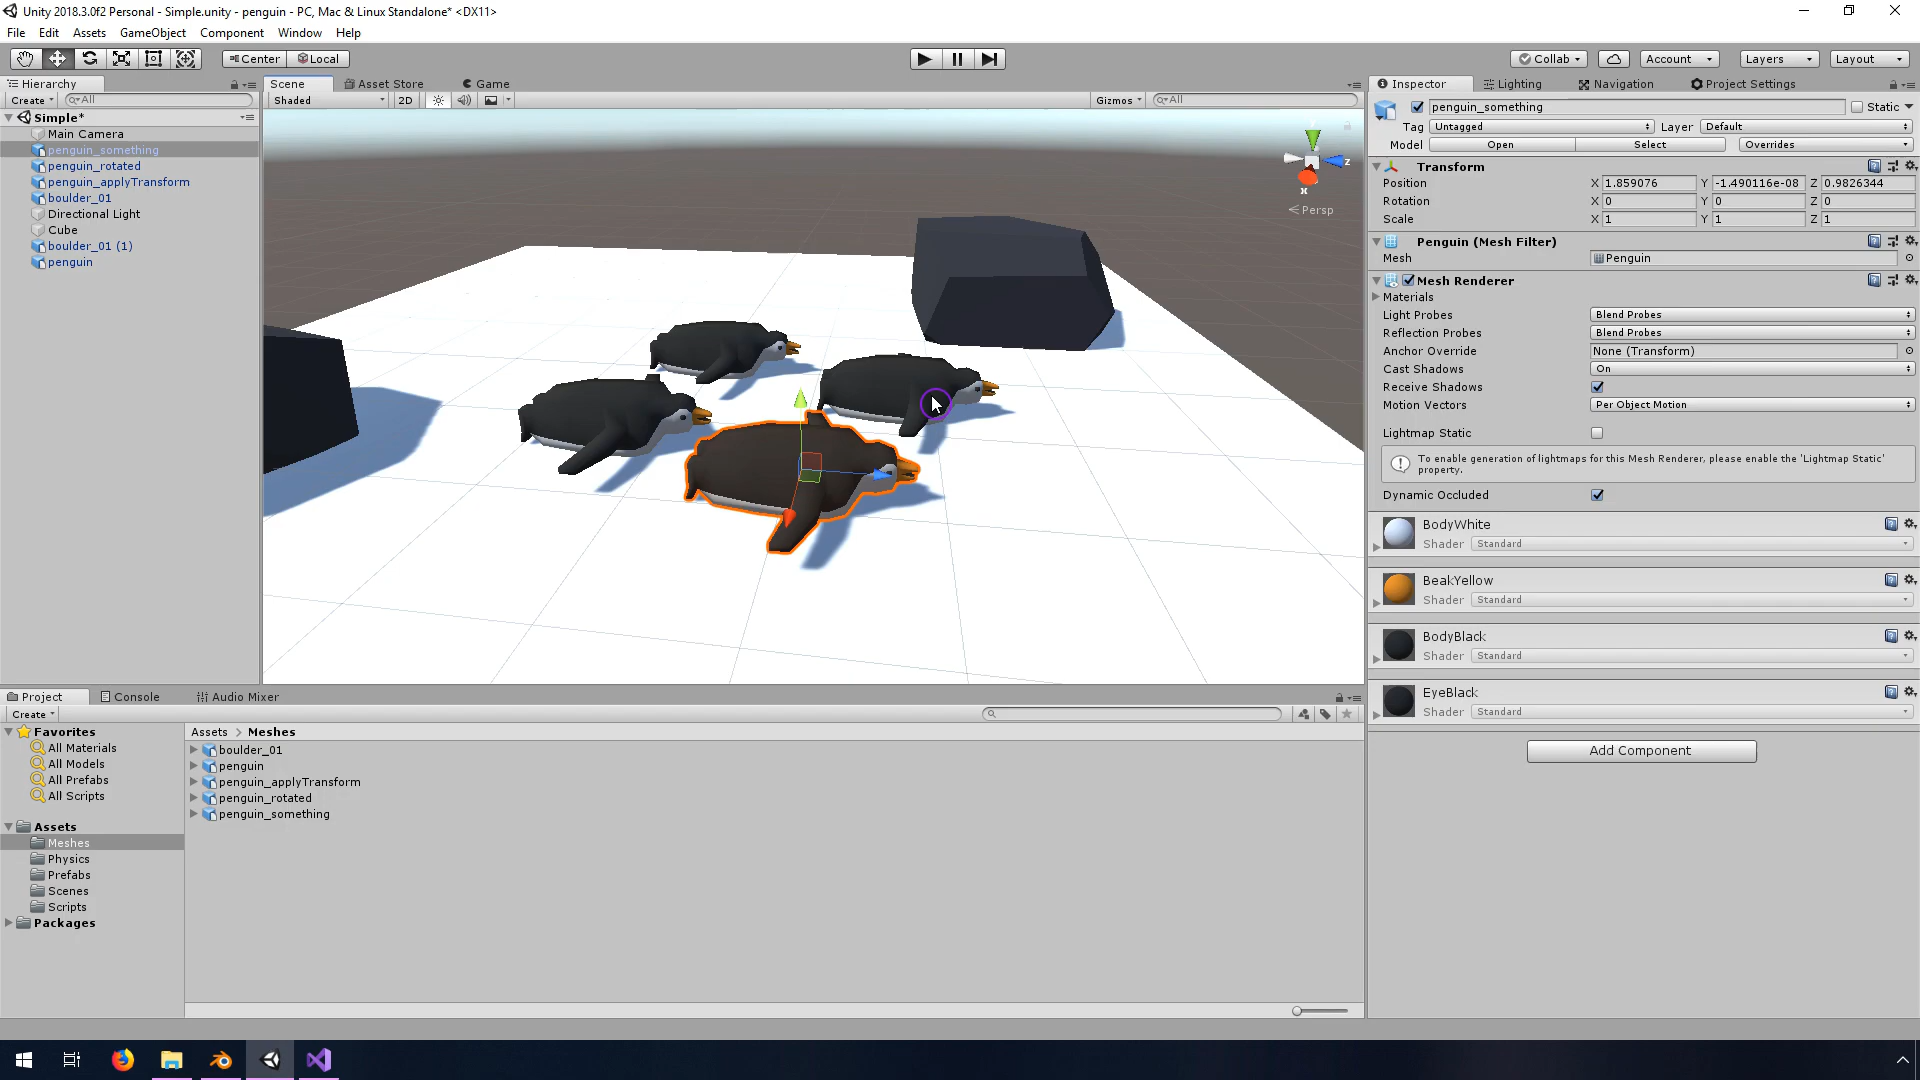 Unity 2018.3.0f2 Personal - Simple.unity - penguin - PC, Mac & Linux Standalone* <DX11>
File Edit Assets GameObject Component Window Help
Center Local Collab Account Layers Layout
Hierarchy Scene Asset Store Game Inspector Lighting Navigation Project Settings
Create All Shaded 2D Gizmos All penguin_something Static
Simple*
Main Camera
penguin_something
penguin_rotated
penguin_applyTransform
boulder_01
Directional Light
Cube
boulder_01 (1)
penguin
y
z
x
Persp
Tag Untagged Layer Default
Model Open Select Overrides
Transform
Position X 1.859076 Y -1.490116e-08 Z 0.9826344
Rotation X 0 Y 0 Z 0
Scale X 1 Y 1 Z 1
Penguin (Mesh Filter)
Mesh Penguin
Mesh Renderer
Materials
Light Probes Blend Probes
Reflection Probes Blend Probes
Anchor Override None (Transform)
Cast Shadows On
Receive Shadows
Motion Vectors Per Object Motion
Lightmap Static
To enable generation of lightmaps for this Mesh Renderer, please enable the 'Lightmap Static'
property.
Dynamic Occluded
BodyWhite
Shader Standard
BeakYellow
Shader Standard
BodyBlack
Shader Standard
EyeBlack
Shader Standard
Add Component
Project Console Audio Mixer
Create
Favorites
All Materials
All Models
All Prefabs
All Scripts
Assets
Meshes
Physics
Prefabs
Scenes
Scripts
Packages
Assets > Meshes
boulder_01
penguin
penguin_applyTransform
penguin_rotated
penguin_something